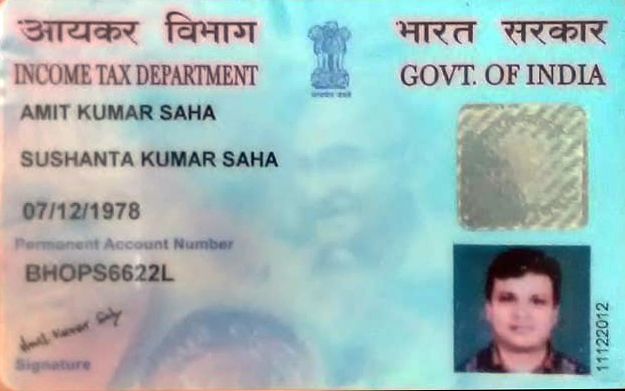 आयकर विभाग भारत सरकार
INCOME TAX DEPARTMENT GOVT. OF INDIA
सत्यमेव जयते
AMIT KUMAR SAHA
SUSHANTA KUMAR SAHA
07/12/1978
Permanent Account Number
BHOPS6622L
Amit Kumar Saha
Signature
11122012